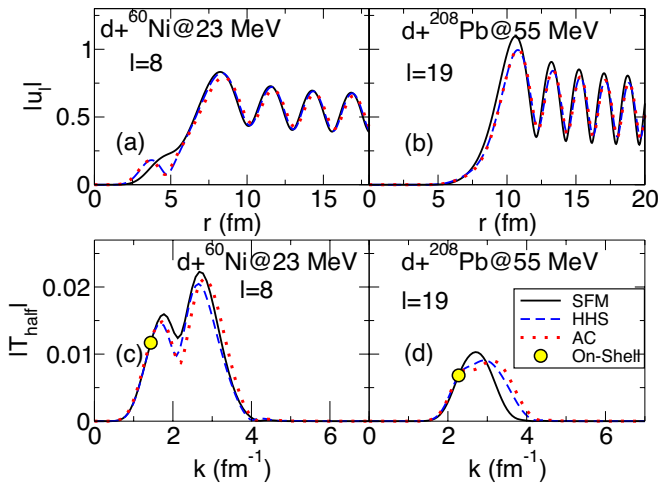 d+60Ni@23 MeV
l=8
|u_l|
1
0.5
0
(a)
0 5 10 15
r (fm)
d+208Pb@55 MeV
l=19
(b)
0 5 10 15 20
r (fm)
d+60Ni@23 MeV
l=8
|T_half|
0.02
0.01
0
(c)
0 2 4 6
k (fm-1)
d+208Pb@55 MeV
l=19
SFM
HHS
AC
On-Shell
(d)
0 2 4 6
k (fm-1)